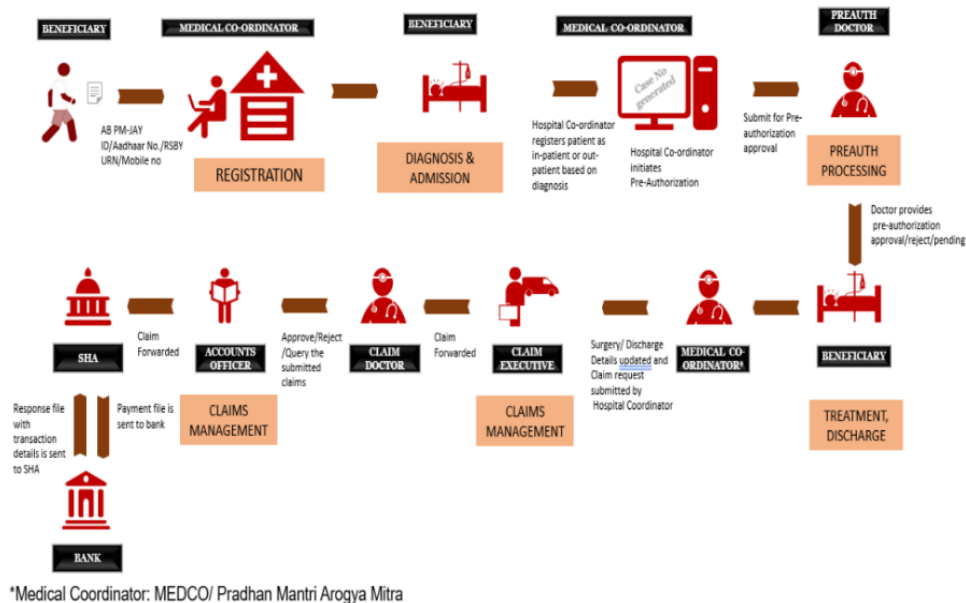 BENEFICIARY
MEDICAL CO-ORDINATOR
BENEFICIARY
MEDICAL CO-ORDINATOR
PREAUTH
DOCTOR
AB PM-JAY
ID/Aadhaar No./RSBY
URN/Mobile no
REGISTRATION
DIAGNOSIS &
ADMISSION
Hospital Co-ordinator
registers patient as
in-patient or out-
patient based on
diagnosis
Case No
generated
Hospital Co-ordinator
initiates
Pre-Authorization
Submit for Pre-
authorization
approval
PREAUTH
PROCESSING
Doctor provides
pre-authorization
approval/reject/pending
SHA
Claim
Forwarded
ACCOUNTS
OFFICER
Approve/Reject
/Query the
submitted
claims
CLAIM
DOCTOR
Claim
Forwarded
CLAIM
EXECUTIVE
Surgery/ Discharge
Details updated and
Claim request
submitted by
Hospital Coordinator
MEDICAL CO-
ORDINATOR*
BENEFICIARY
CLAIMS
MANAGEMENT
CLAIMS
MANAGEMENT
TREATMENT,
DISCHARGE
Response file
with
transaction
details is sent
to SHA
Payment file is
sent to bank
BANK
*Medical Coordinator: MEDCO/ Pradhan Mantri Arogya Mitra